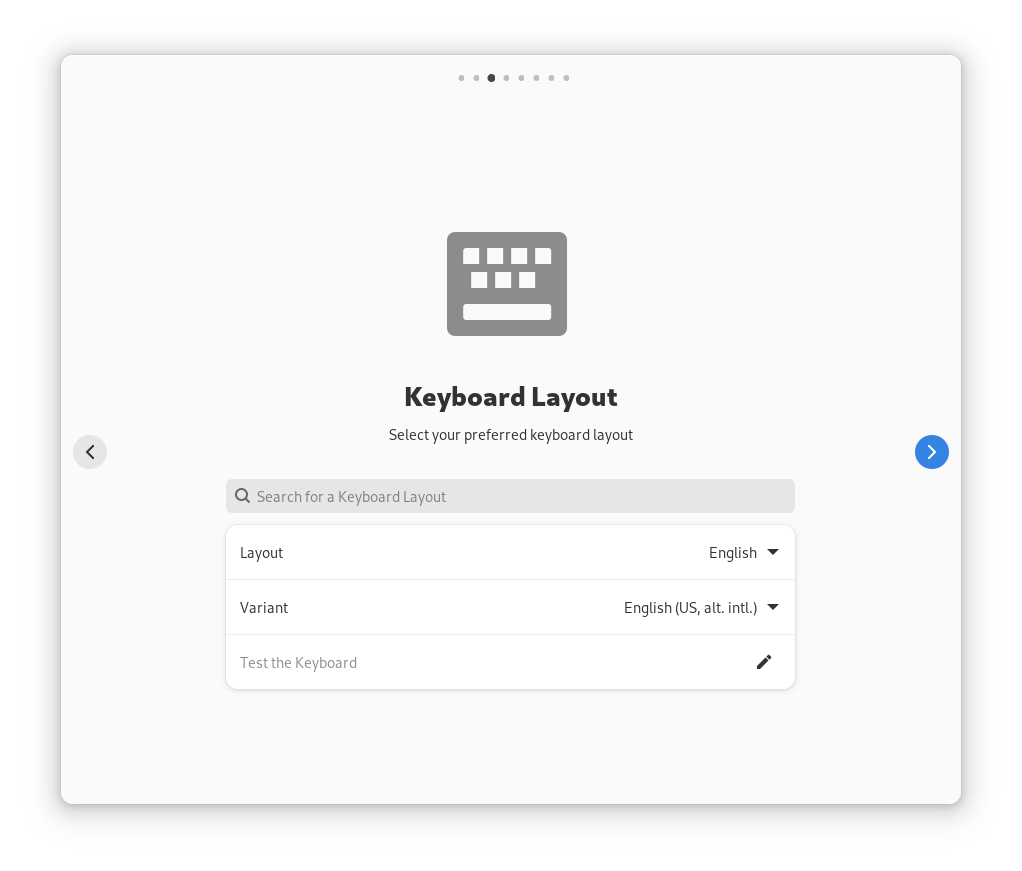 Keyboard Layout
Select your preferred keyboard layout
Search for a Keyboard Layout
Layout English
Variant English (US, alt. intl.)
Test the Keyboard